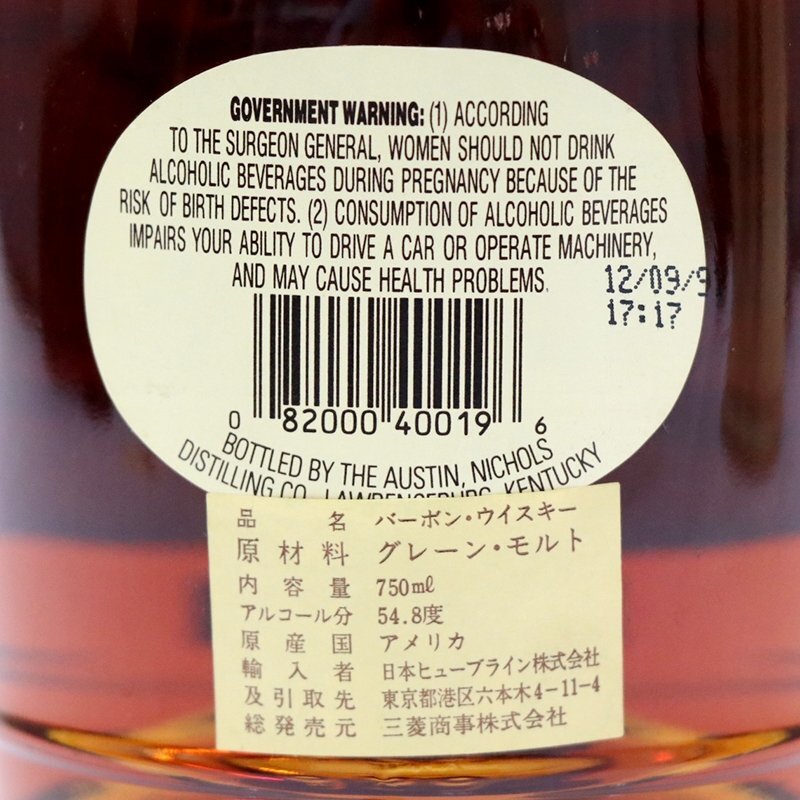 GOVERNMENT WARNING: (1) ACCORDING
TO THE SURGEON GENERAL, WOMEN SHOULD NOT DRINK
ALCOHOLIC BEVERAGES DURING PREGNANCY BECAUSE OF THE
RISK OF BIRTH DEFECTS. (2) CONSUMPTION OF ALCOHOLIC BEVERAGES
IMPAIRS YOUR ABILITY TO DRIVE A CAR OR OPERATE MACHINERY,
AND MAY CAUSE HEALTH PROBLEMS.
12/09/9
17:17
0 82000 40019 6
BOTTLED BY THE AUSTIN, NICHOLS
DISTILLING CO., LAWRENCEBURG, KENTUCKY
品名 バーボン・ウイスキー
原材料 グレーン・モルト
内容量 750ml
アルコール分 54.8度
原産国 アメリカ
輸入者 日本ヒューブライン株式会社
及引取先 東京都港区六本木4-11-4
総発売元 三菱商事株式会社